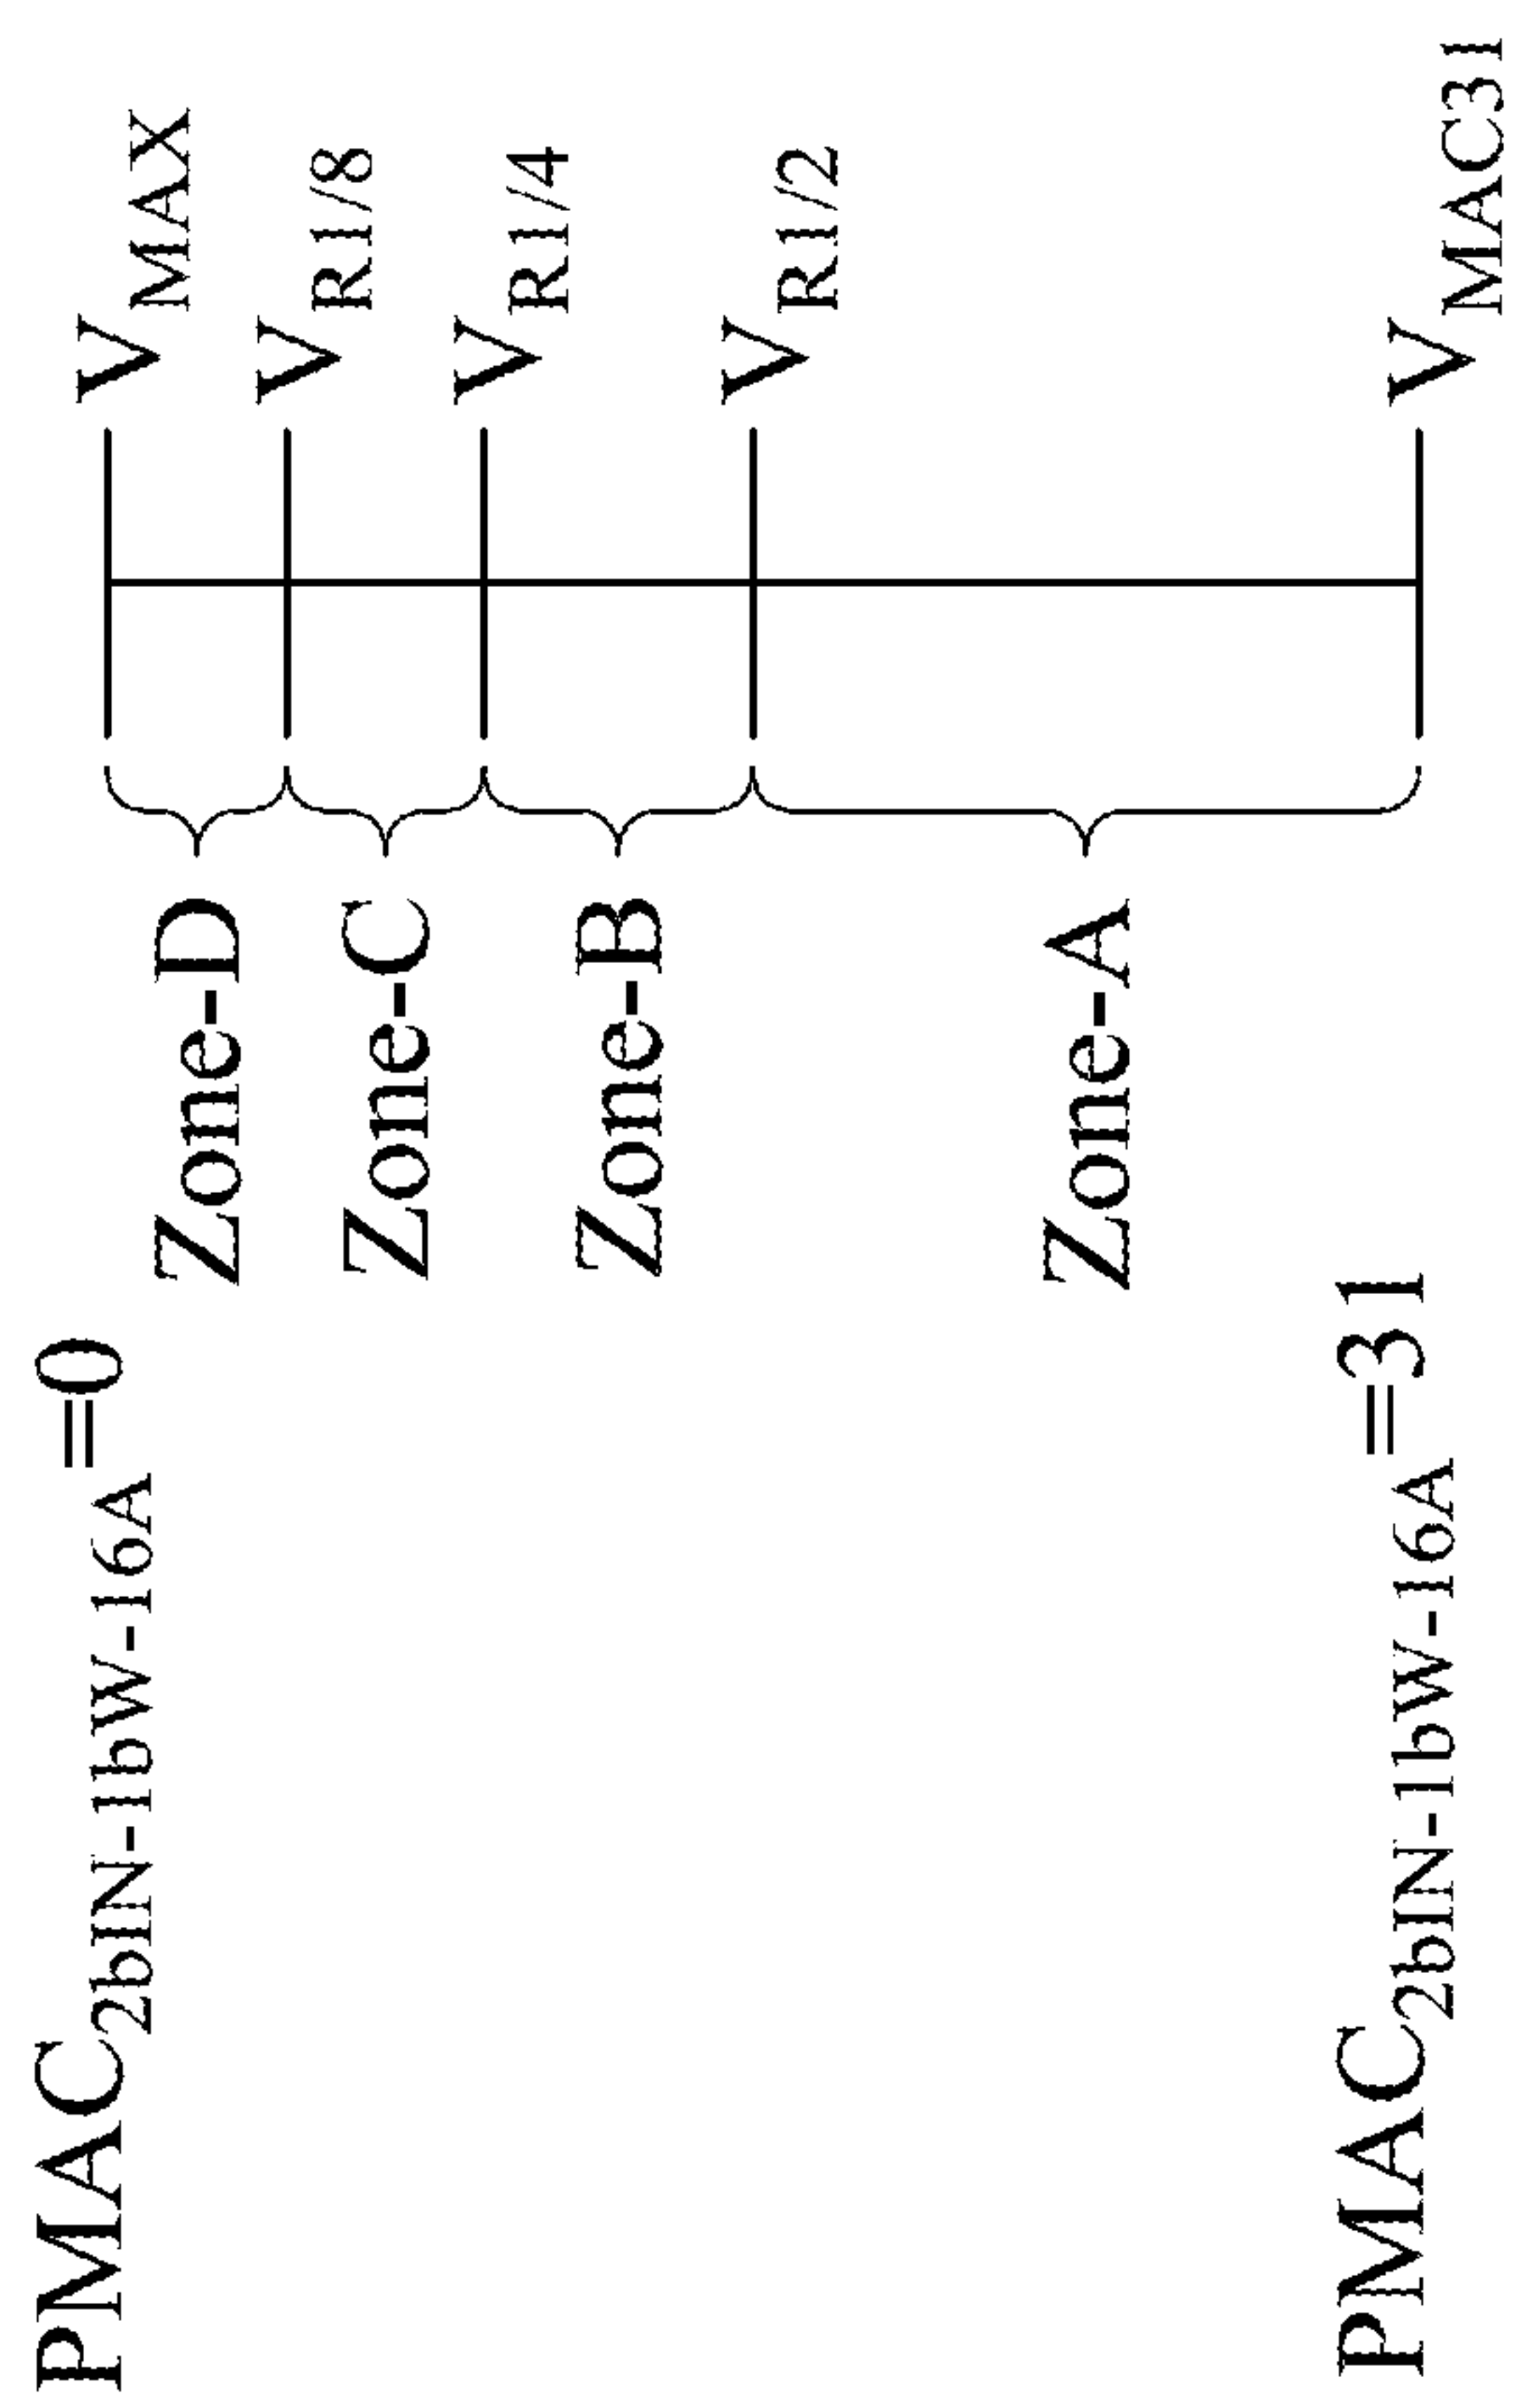 PMAC2bIN-1bW-16A=0
VMAX
Zone-D
VR1/8
Zone-C
VR1/4
Zone-B
VR1/2
Zone-A
PMAC2bIN-1bW-16A=31
VMAC31